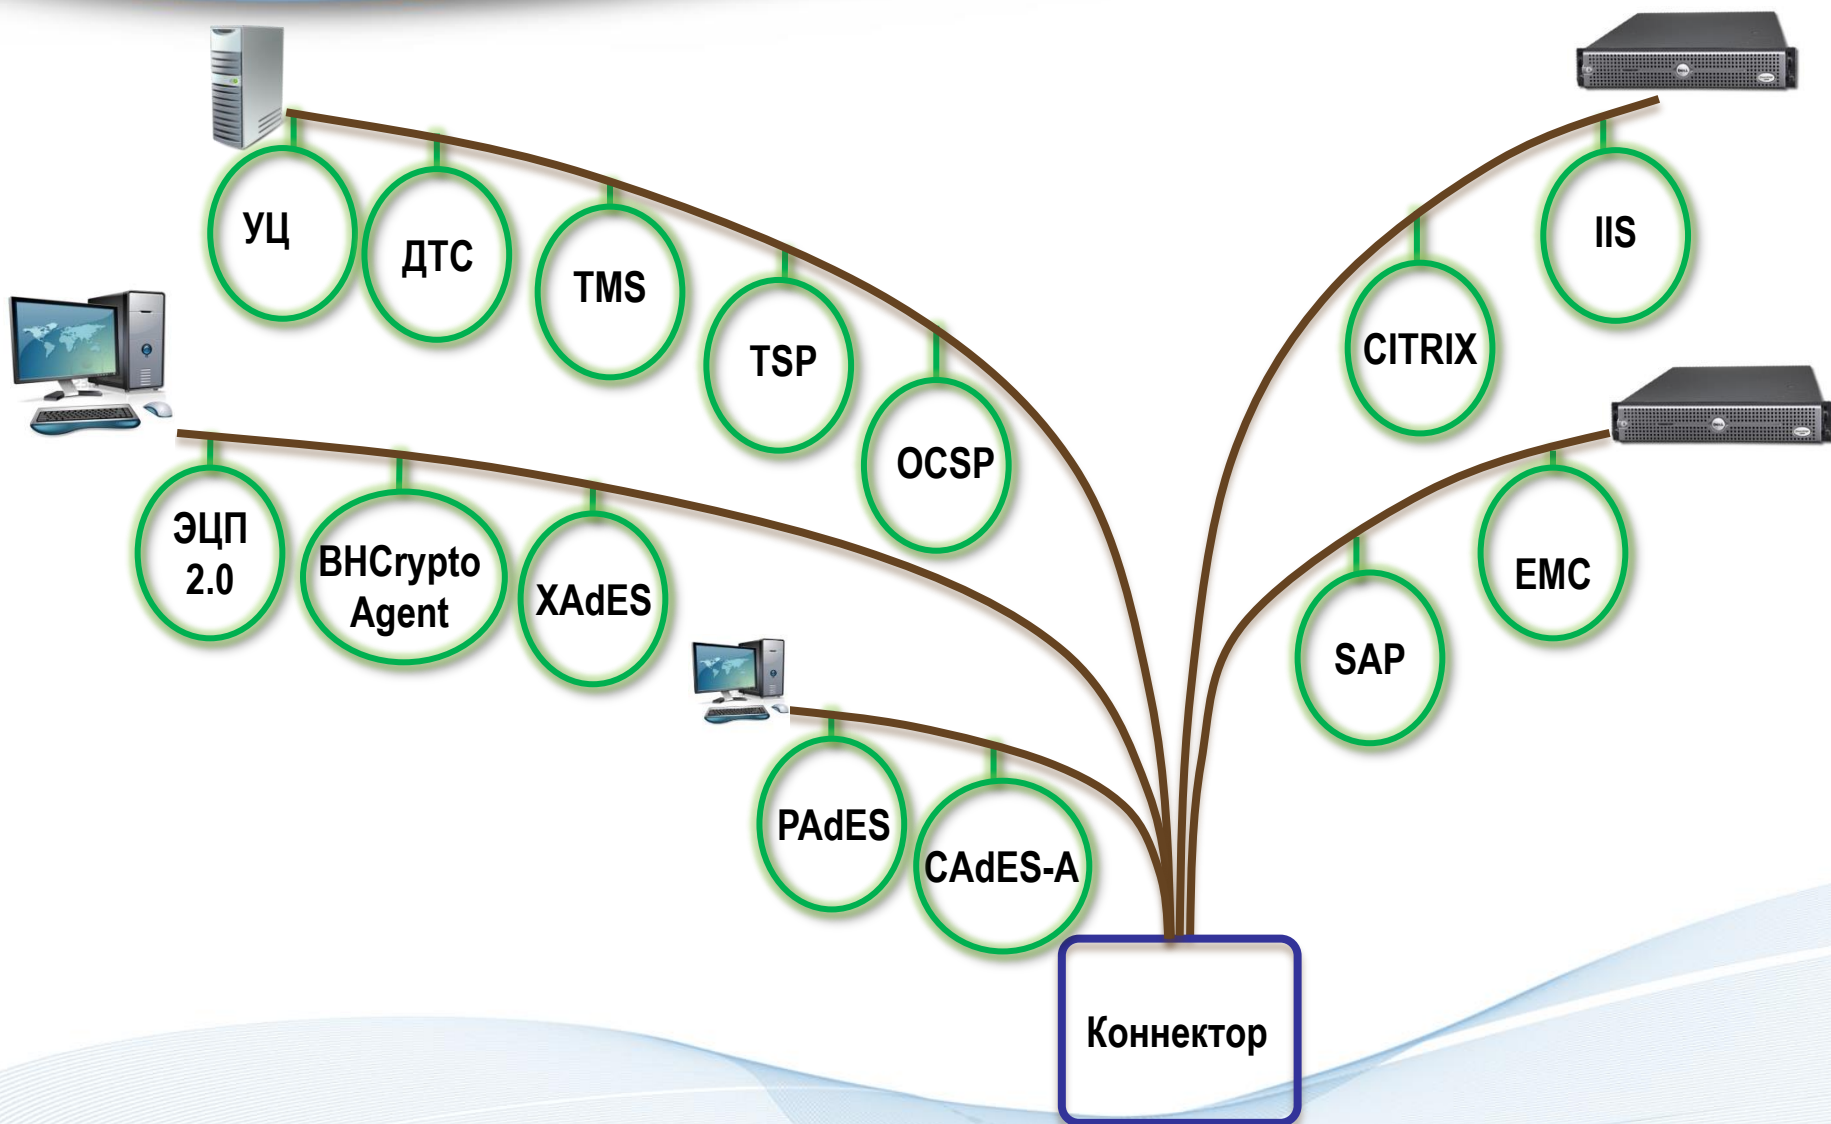 УЦ
ДТС
TMS
TSP
OCSP
IIS
CITRIX
ЭЦП
2.0
BHCrypto
Agent
XAdES
EMC
SAP
PAdES
CAdES-A
Коннектор